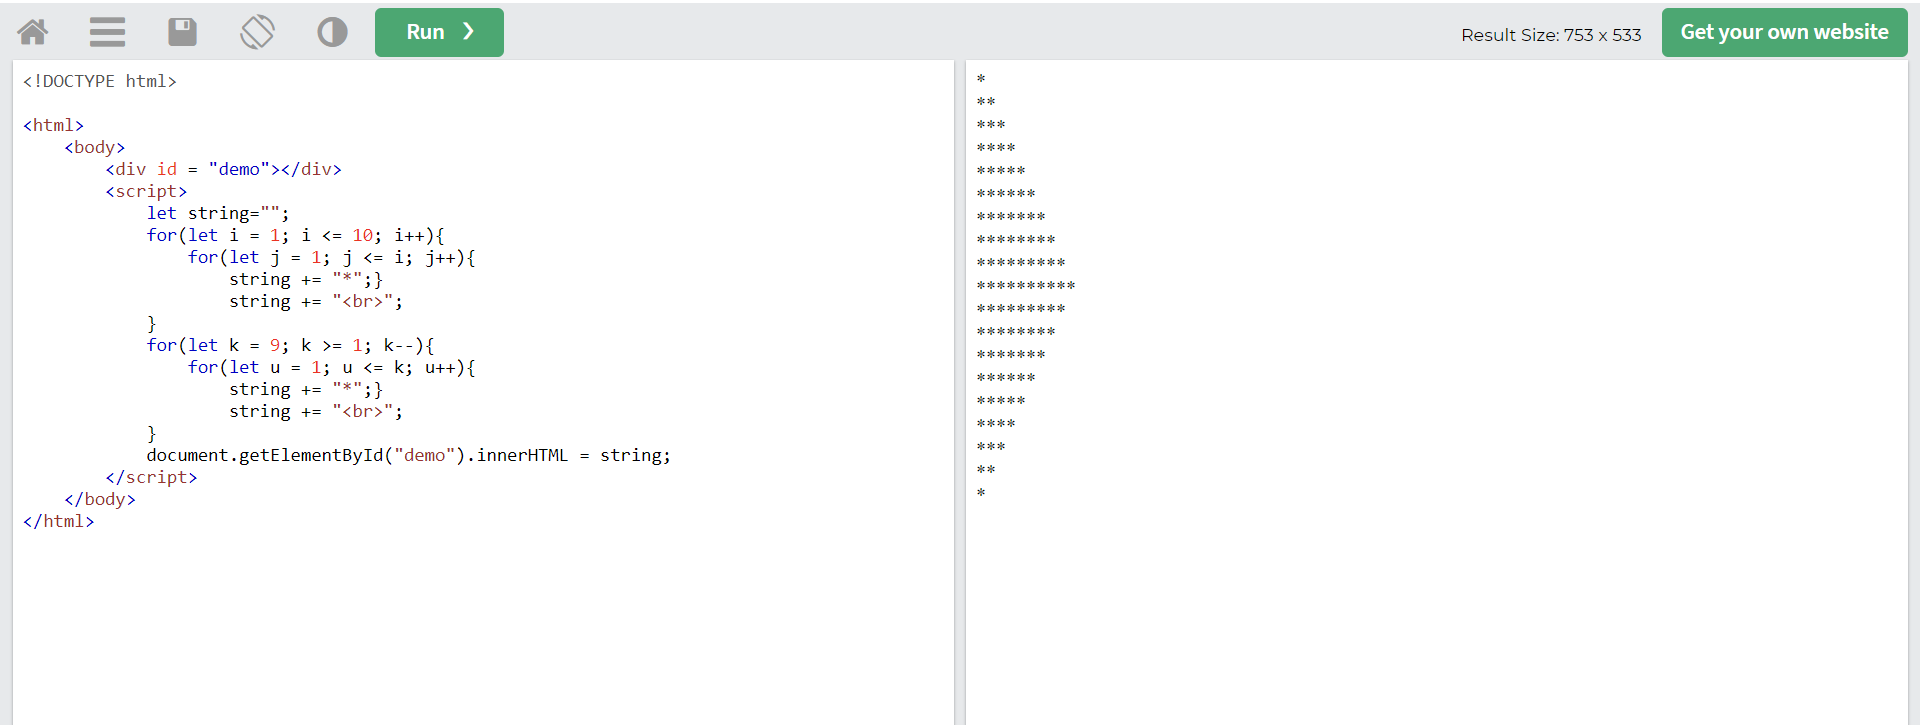 Run ❯
Result Size: 753 x 533
Get your own website
<!DOCTYPE html>

<html>
    <body>
        <div id = "demo"></div>
        <script>
            let string="";
            for(let i = 1; i <= 10; i++){
                for(let j = 1; j <= i; j++){
                    string += "*";}
                    string += "<br>";
            }
            for(let k = 9; k >= 1; k--){
                for(let u = 1; u <= k; u++){
                    string += "*";}
                    string += "<br>";
            }
            document.getElementById("demo").innerHTML = string;
        </script>
    </body>
</html>
*
**
***
****
*****
******
*******
********
*********
**********
*********
********
*******
******
*****
****
***
**
*